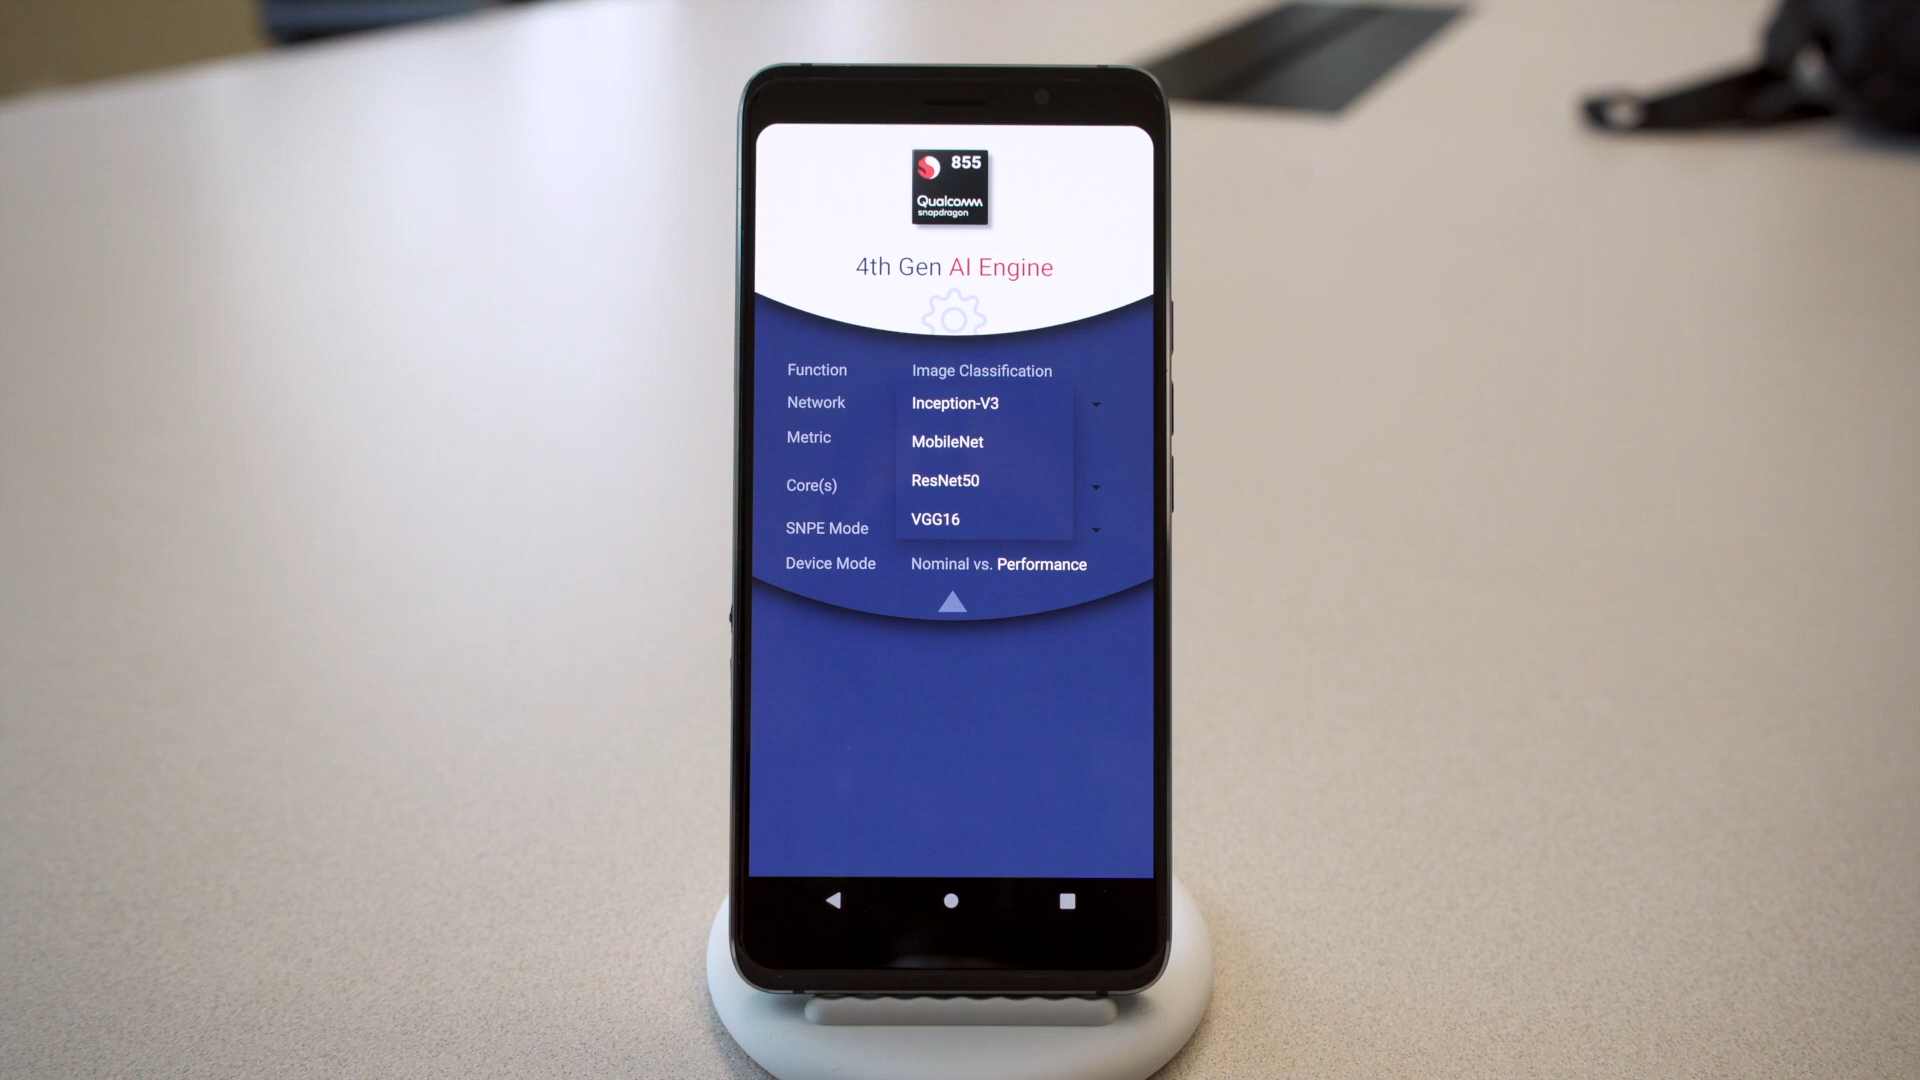 855
Qualcomm
snapdragon
4th Gen AI Engine
Function Image Classification
Network Inception-V3
Metric MobileNet
ResNet50
Core(s)
VGG16
SNPE Mode
Device Mode Nominal vs. Performance